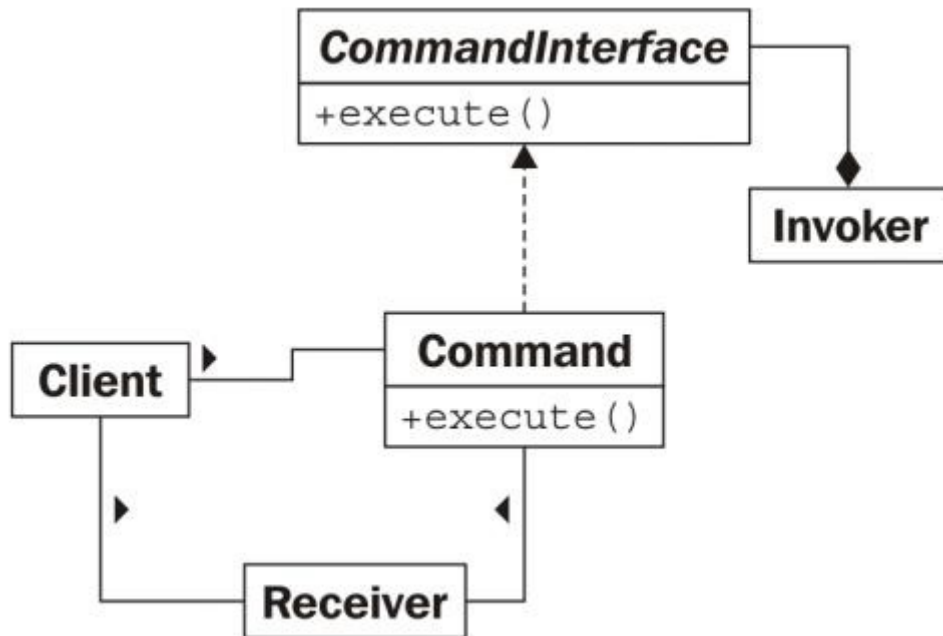 CommandInterface
+execute()
Invoker
Command
Client
+execute()
Receiver